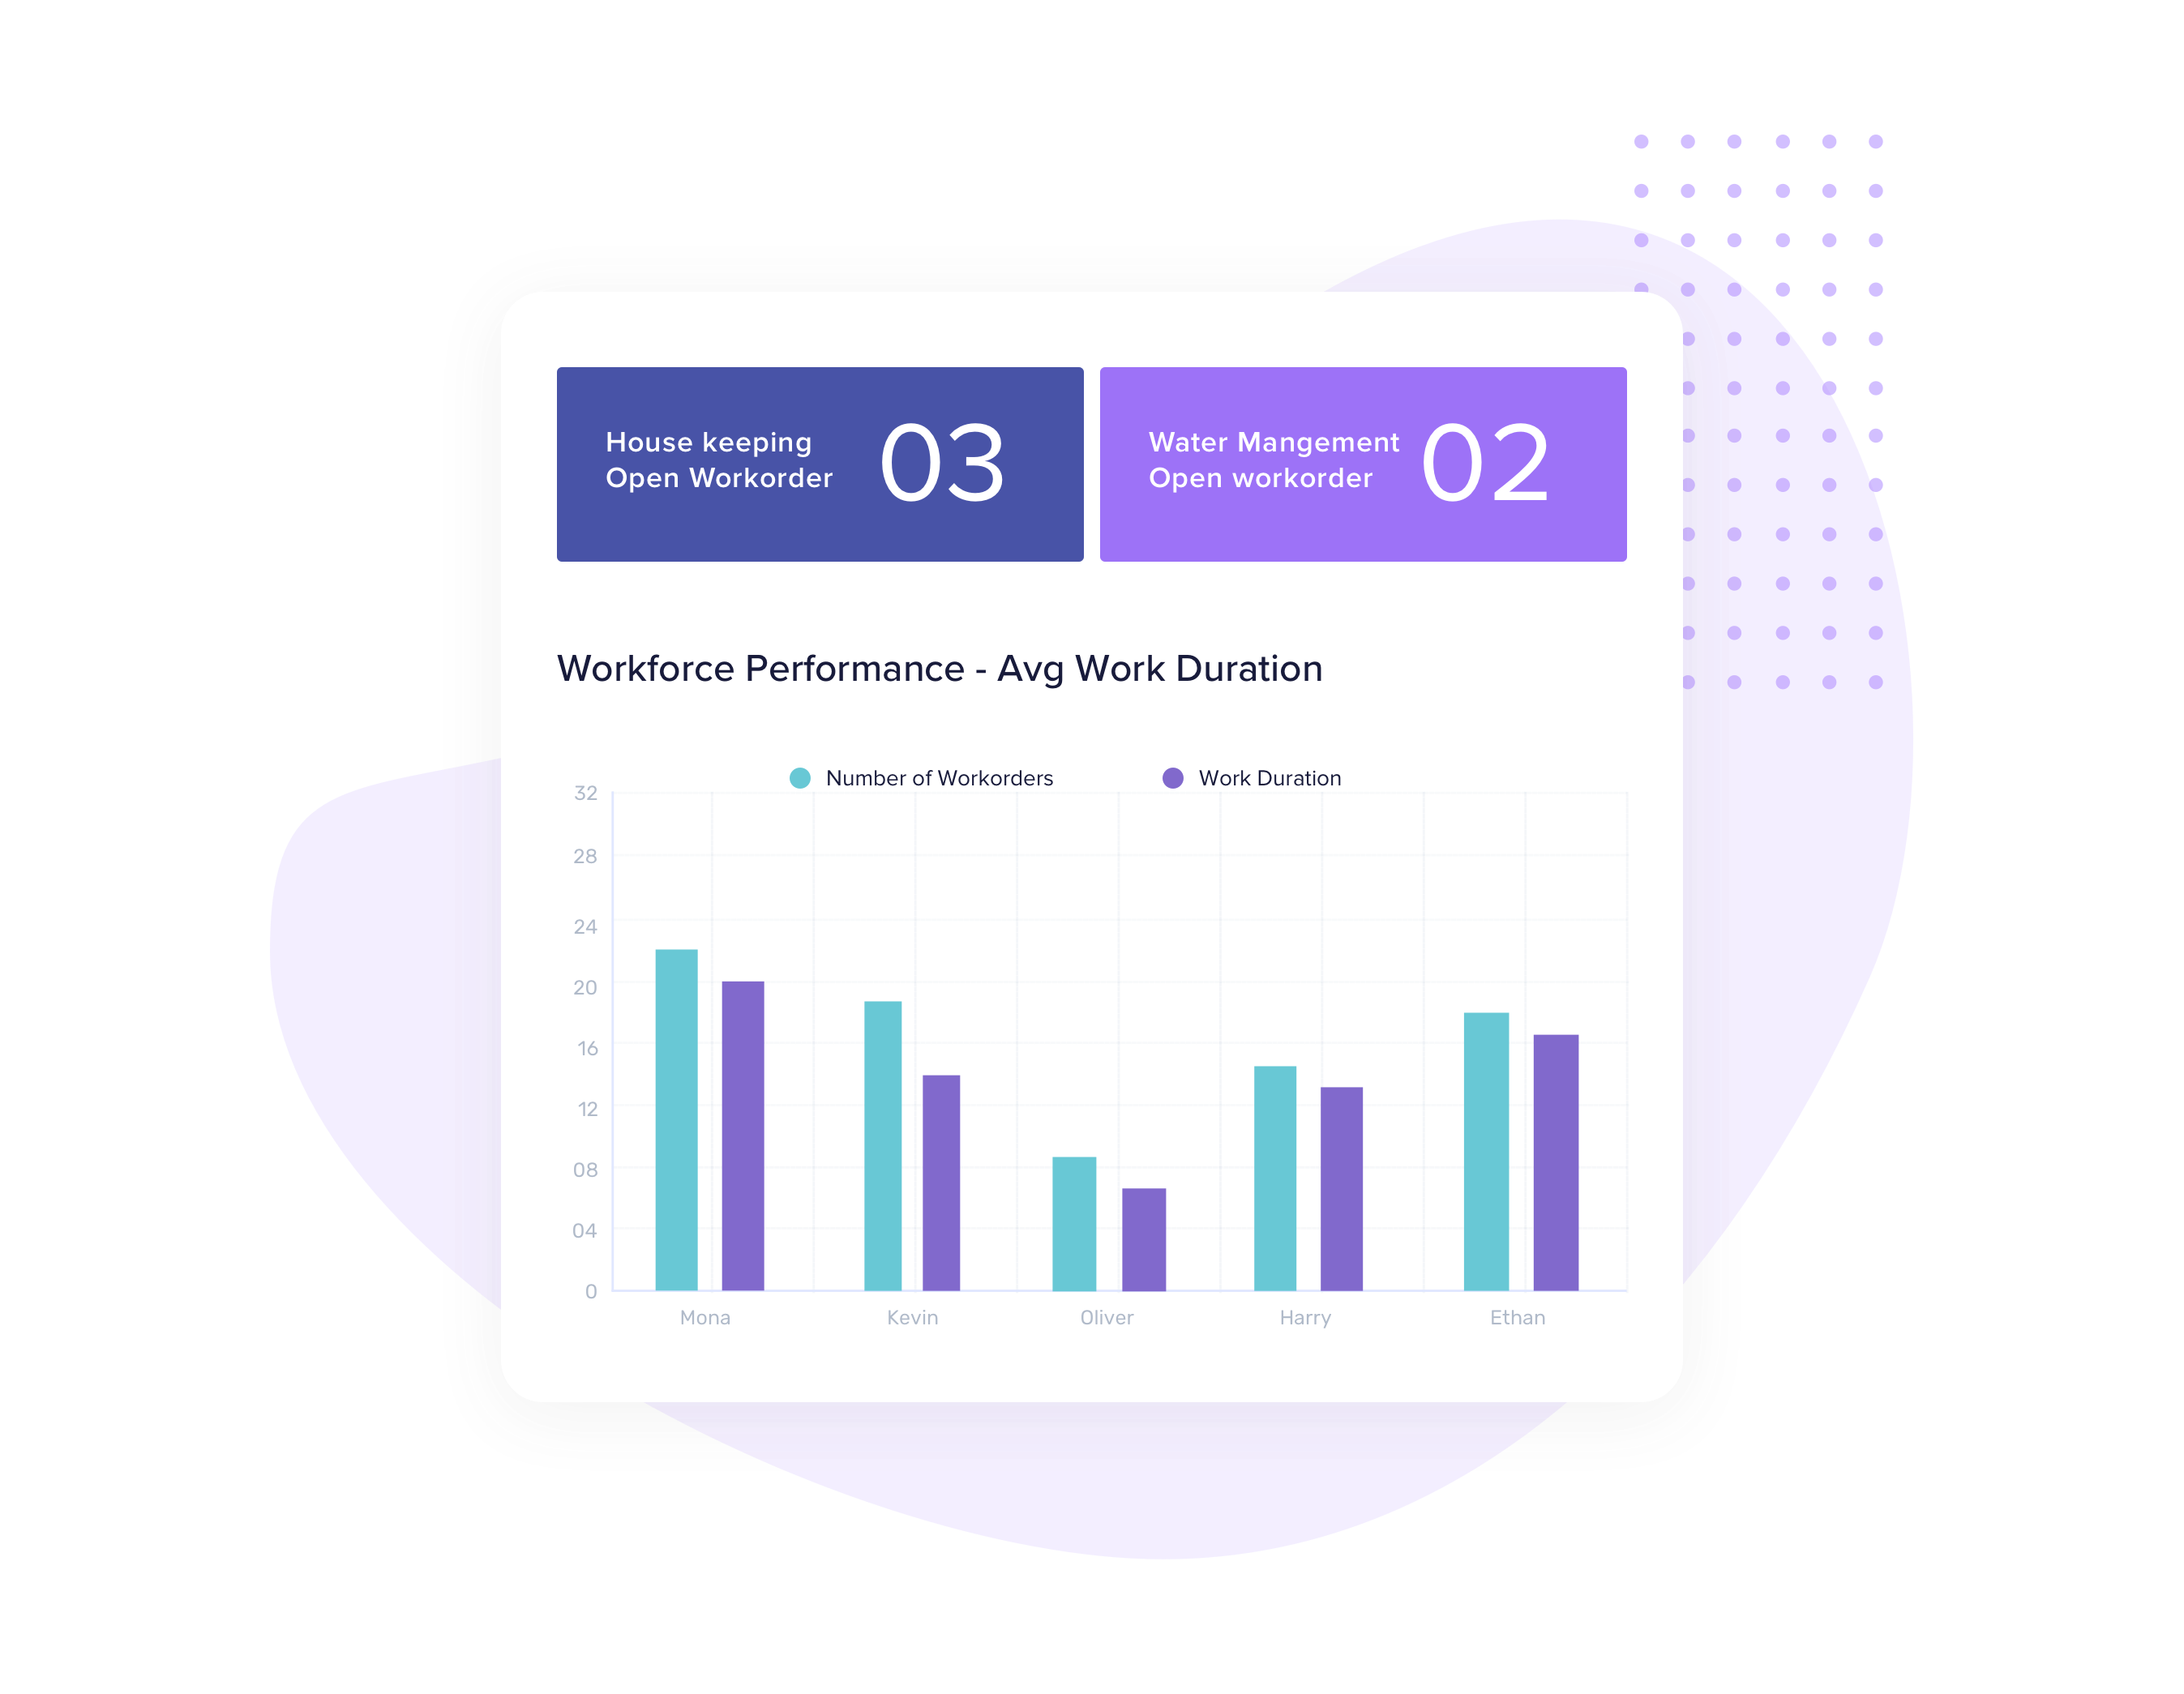 House keeping
Open Workorder
03
Water Mangement
Open workorder
02
Workforce Performance - Avg Work Duration
Number of Workorders
Work Duration
32
28
24
20
16
12
08
04
0
Mona
Kevin
Oliver
Harry
Ethan